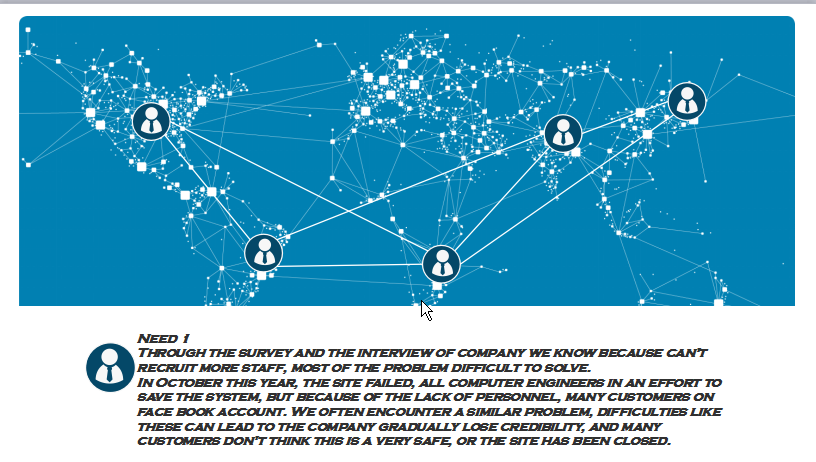 Need 1
Through the survey and the interview of company we know because can't
recruit more staff, most of the problem difficult to solve.
In October this year, the site failed, all computer engineers in an effort to
save the system, but because of the lack of personnel, many customers on
face book account. We often encounter a similar problem, difficulties like
these can lead to the company gradually lose credibility, and many
customers don't think this is a very safe, or the site has been closed.